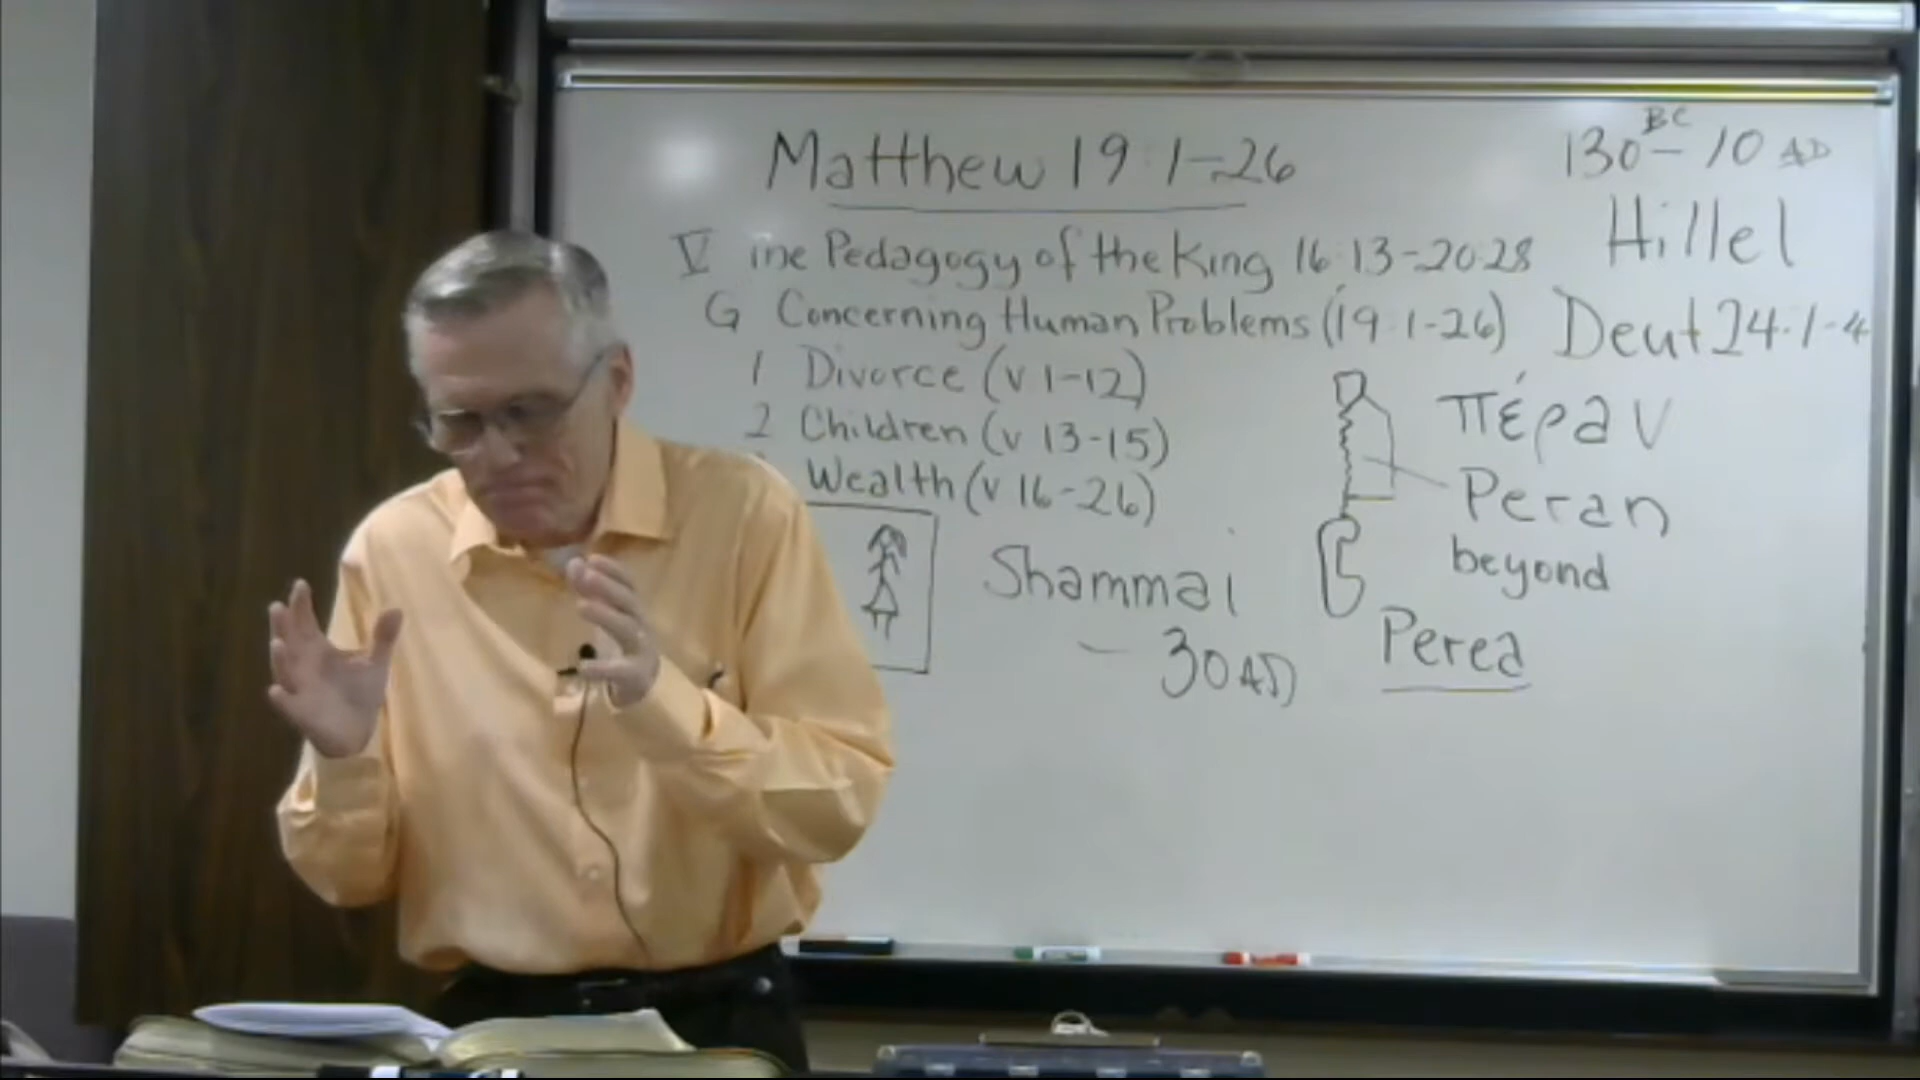 Matthew 19:1-26
V ine Pedagogy of the King 16:13-20:28
G Concerning Human Problems (19:1-26)
1 Divorce (v 1-12)
2 Children (v 13-15)
Wealth (v 16-26)
Shammai
- 30 AD
130 BC - 10 AD
Hillel
Deut 24:1-4
πέραν
Peran
beyond
Perea